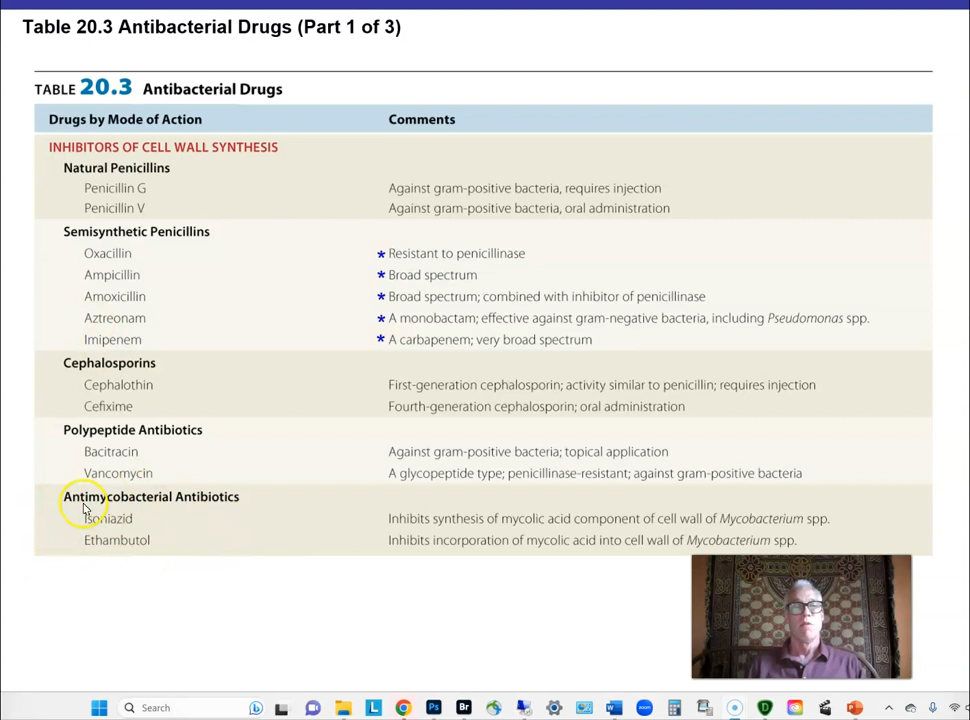 Table 20.3 Antibacterial Drugs (Part 1 of 3)
TABLE 20.3 Antibacterial Drugs
Drugs by Mode of Action Comments
INHIBITORS OF CELL WALL SYNTHESIS
Natural Penicillins
Penicillin G Against gram-positive bacteria, requires injection
Penicillin V Against gram-positive bacteria, oral administration
Semisynthetic Penicillins
Oxacillin * Resistant to penicillinase
Ampicillin * Broad spectrum
Amoxicillin * Broad spectrum; combined with inhibitor of penicillinase
Aztreonam * A monobactam; effective against gram-negative bacteria, including Pseudomonas spp.
Imipenem * A carbapenem; very broad spectrum
Cephalosporins
Cephalothin First-generation cephalosporin; activity similar to penicillin; requires injection
Cefixime Fourth-generation cephalosporin; oral administration
Polypeptide Antibiotics
Bacitracin Against gram-positive bacteria; topical application
Vancomycin A glycopeptide type; penicillinase-resistant; against gram-positive bacteria
Antimycobacterial Antibiotics
Isoniazid Inhibits synthesis of mycolic acid component of cell wall of Mycobacterium spp.
Ethambutol Inhibits incorporation of mycolic acid into cell wall of Mycobacterium spp.
Search L Ps Br W zoom D P